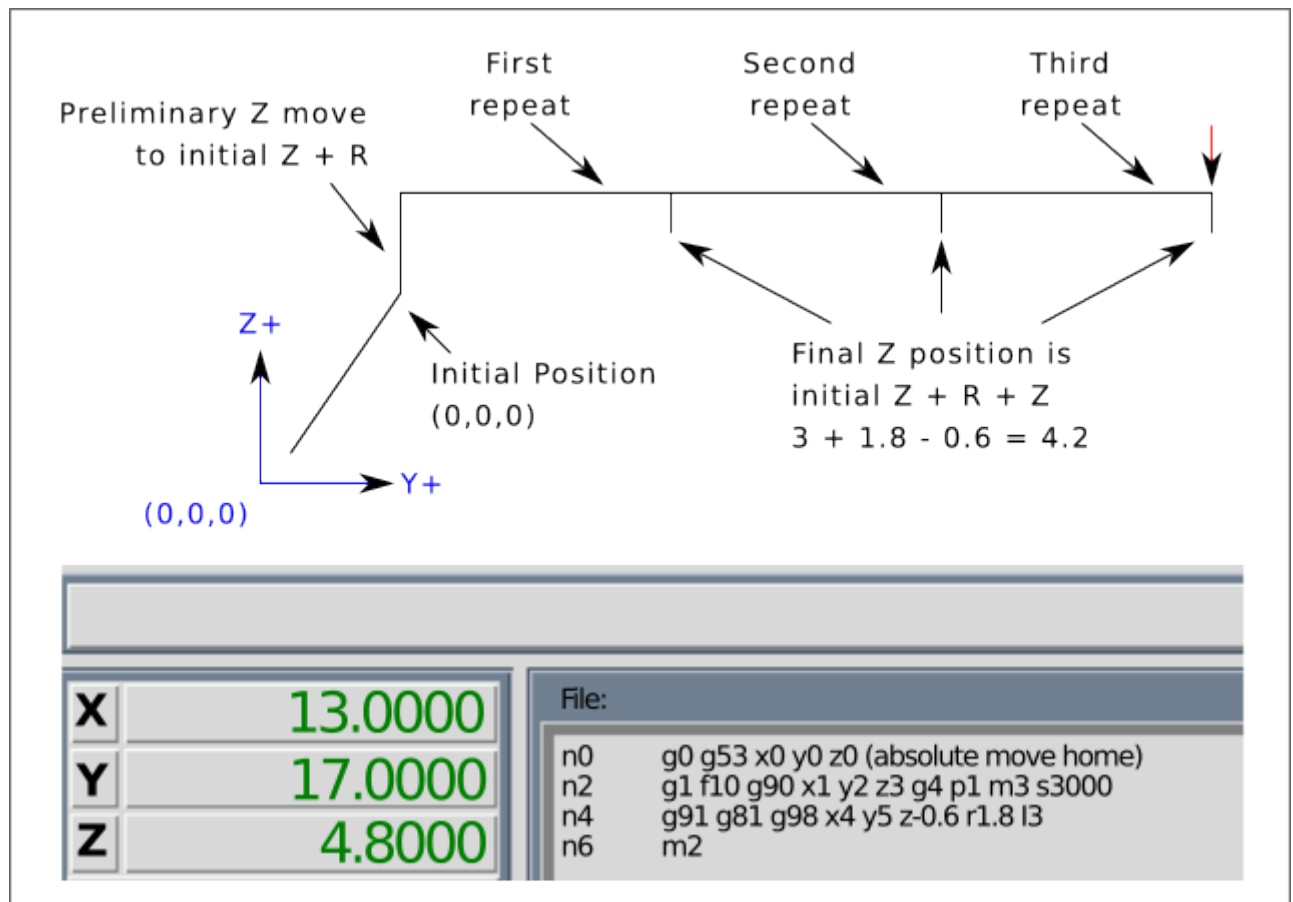 First
repeat
Second
repeat
Third
repeat
Preliminary Z move
to initial Z + R
Z+
Initial Position
(0,0,0)
Final Z position is
initial Z + R + Z
3 + 1.8 - 0.6 = 4.2
Y+
(0,0,0)
X 13.0000
Y 17.0000
Z 4.8000
File:
n0 g0 g53 x0 y0 z0 (absolute move home)
n2 g1 f10 g90 x1 y2 z3 g4 p1 m3 s3000
n4 g91 g81 g98 x4 y5 z-0.6 r1.8 l3
n6 m2